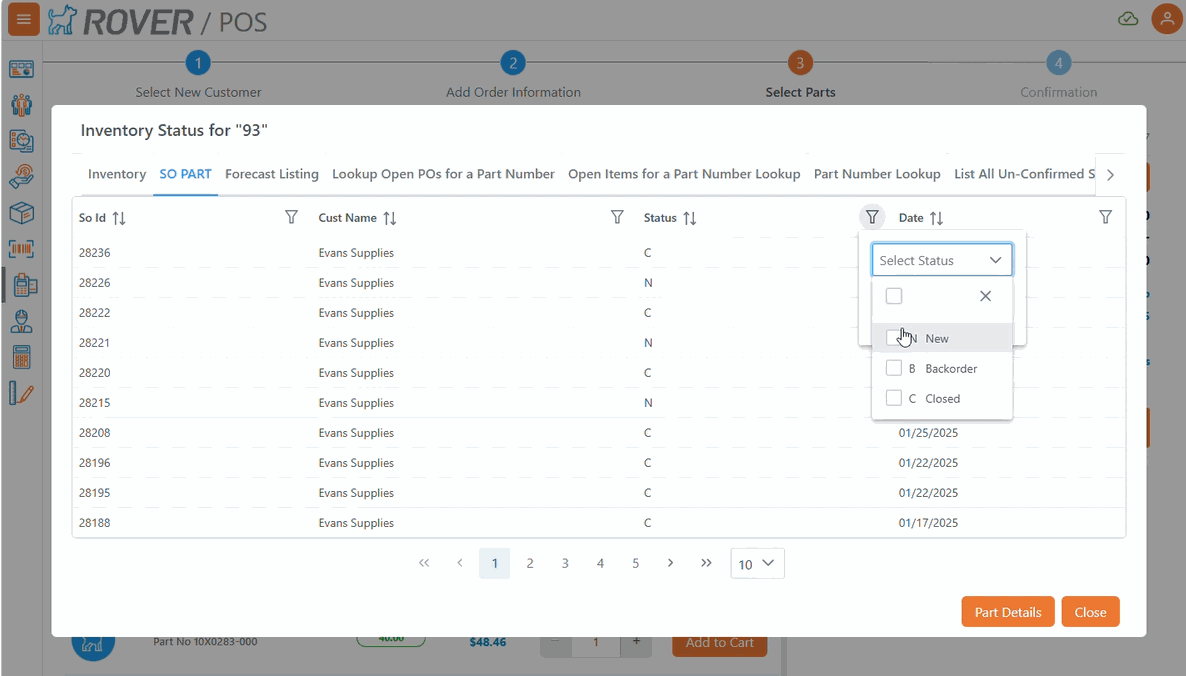 ROVER / POS
1 2 3 4
Select New Customer Add Order Information Select Parts Confirmation
Inventory Status for "93"
Inventory SO PART Forecast Listing Lookup Open POs for a Part Number Open Items for a Part Number Lookup Part Number Lookup List All Un-Confirmed S
So Id Cust Name Status Date
Select Status
28236 Evans Supplies C
28226 Evans Supplies N
28222 Evans Supplies C
28221 Evans Supplies N
N New
28220 Evans Supplies C
B Backorder
28215 Evans Supplies N
C Closed
28208 Evans Supplies C 01/25/2025
28196 Evans Supplies C 01/22/2025
28195 Evans Supplies C 01/22/2025
28188 Evans Supplies C 01/17/2025
1 2 3 4 5 10
Part Details Close
Part No 10X0283-000 40.00 $48.46 1 Add to Cart